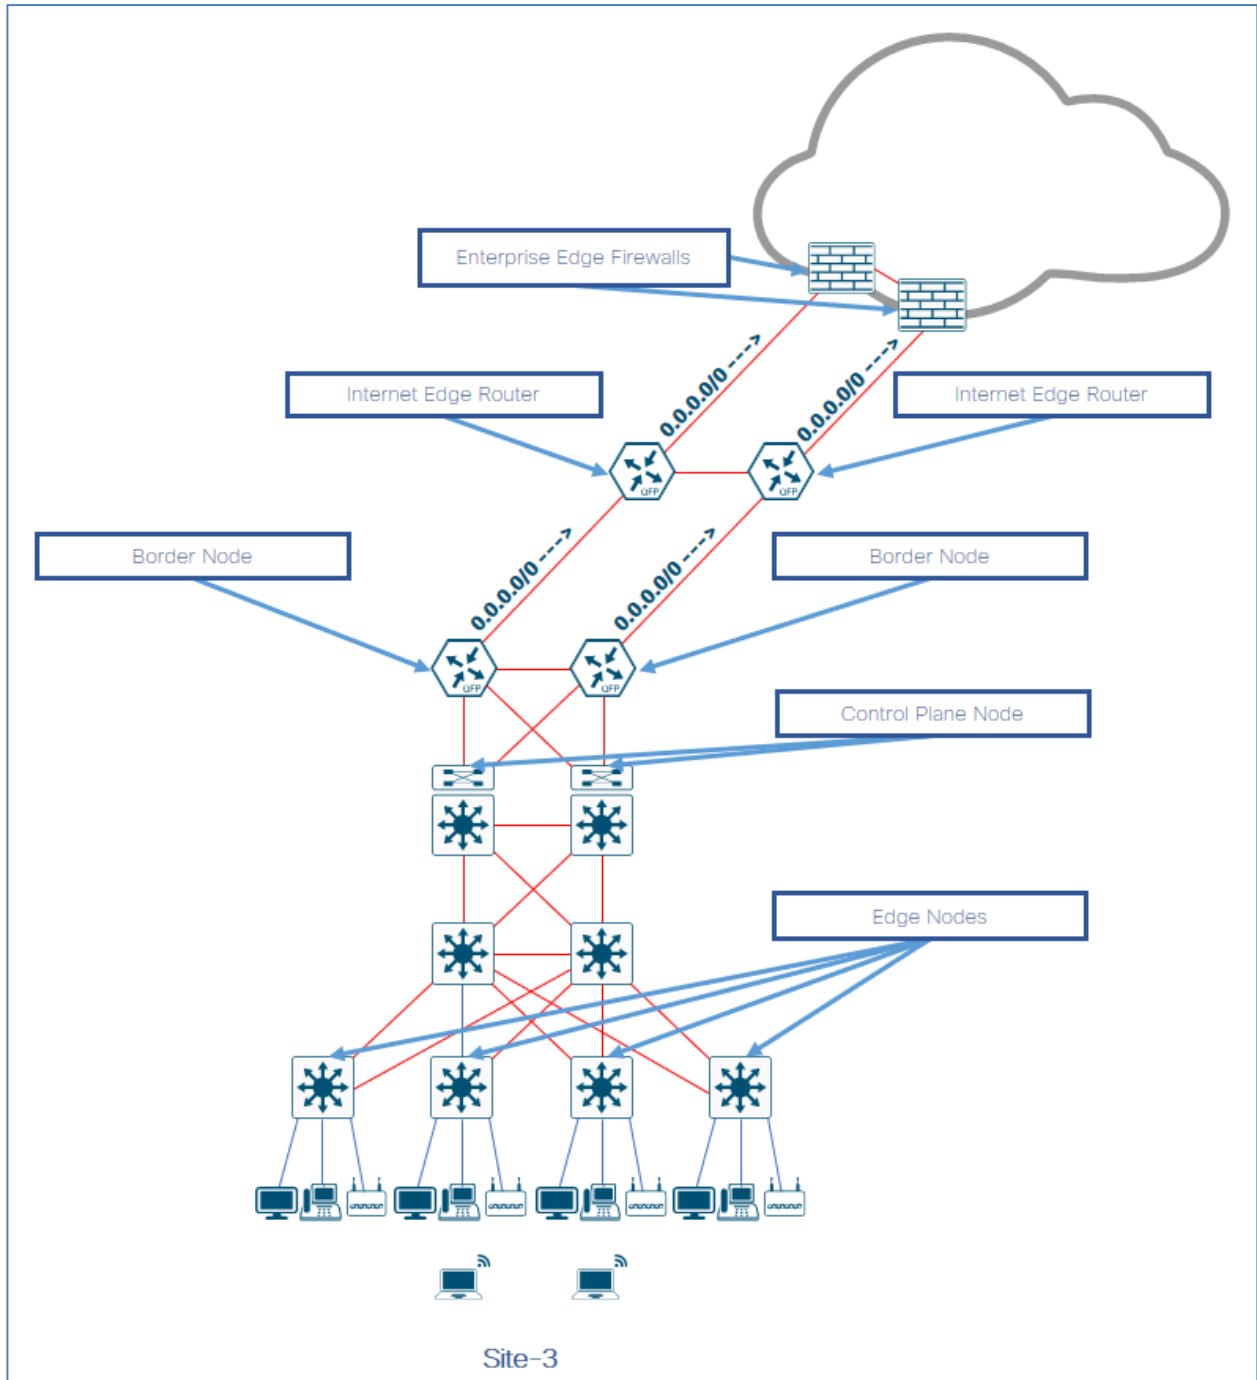 Enterprise Edge Firewalls
Internet Edge Router
Internet Edge Router
0.0.0.0/0 ---->
0.0.0.0/0 ---->
QFP
QFP
Border Node
Border Node
0.0.0.0/0 ---->
0.0.0.0/0 ---->
QFP
QFP
Control Plane Node
Edge Nodes
Site-3